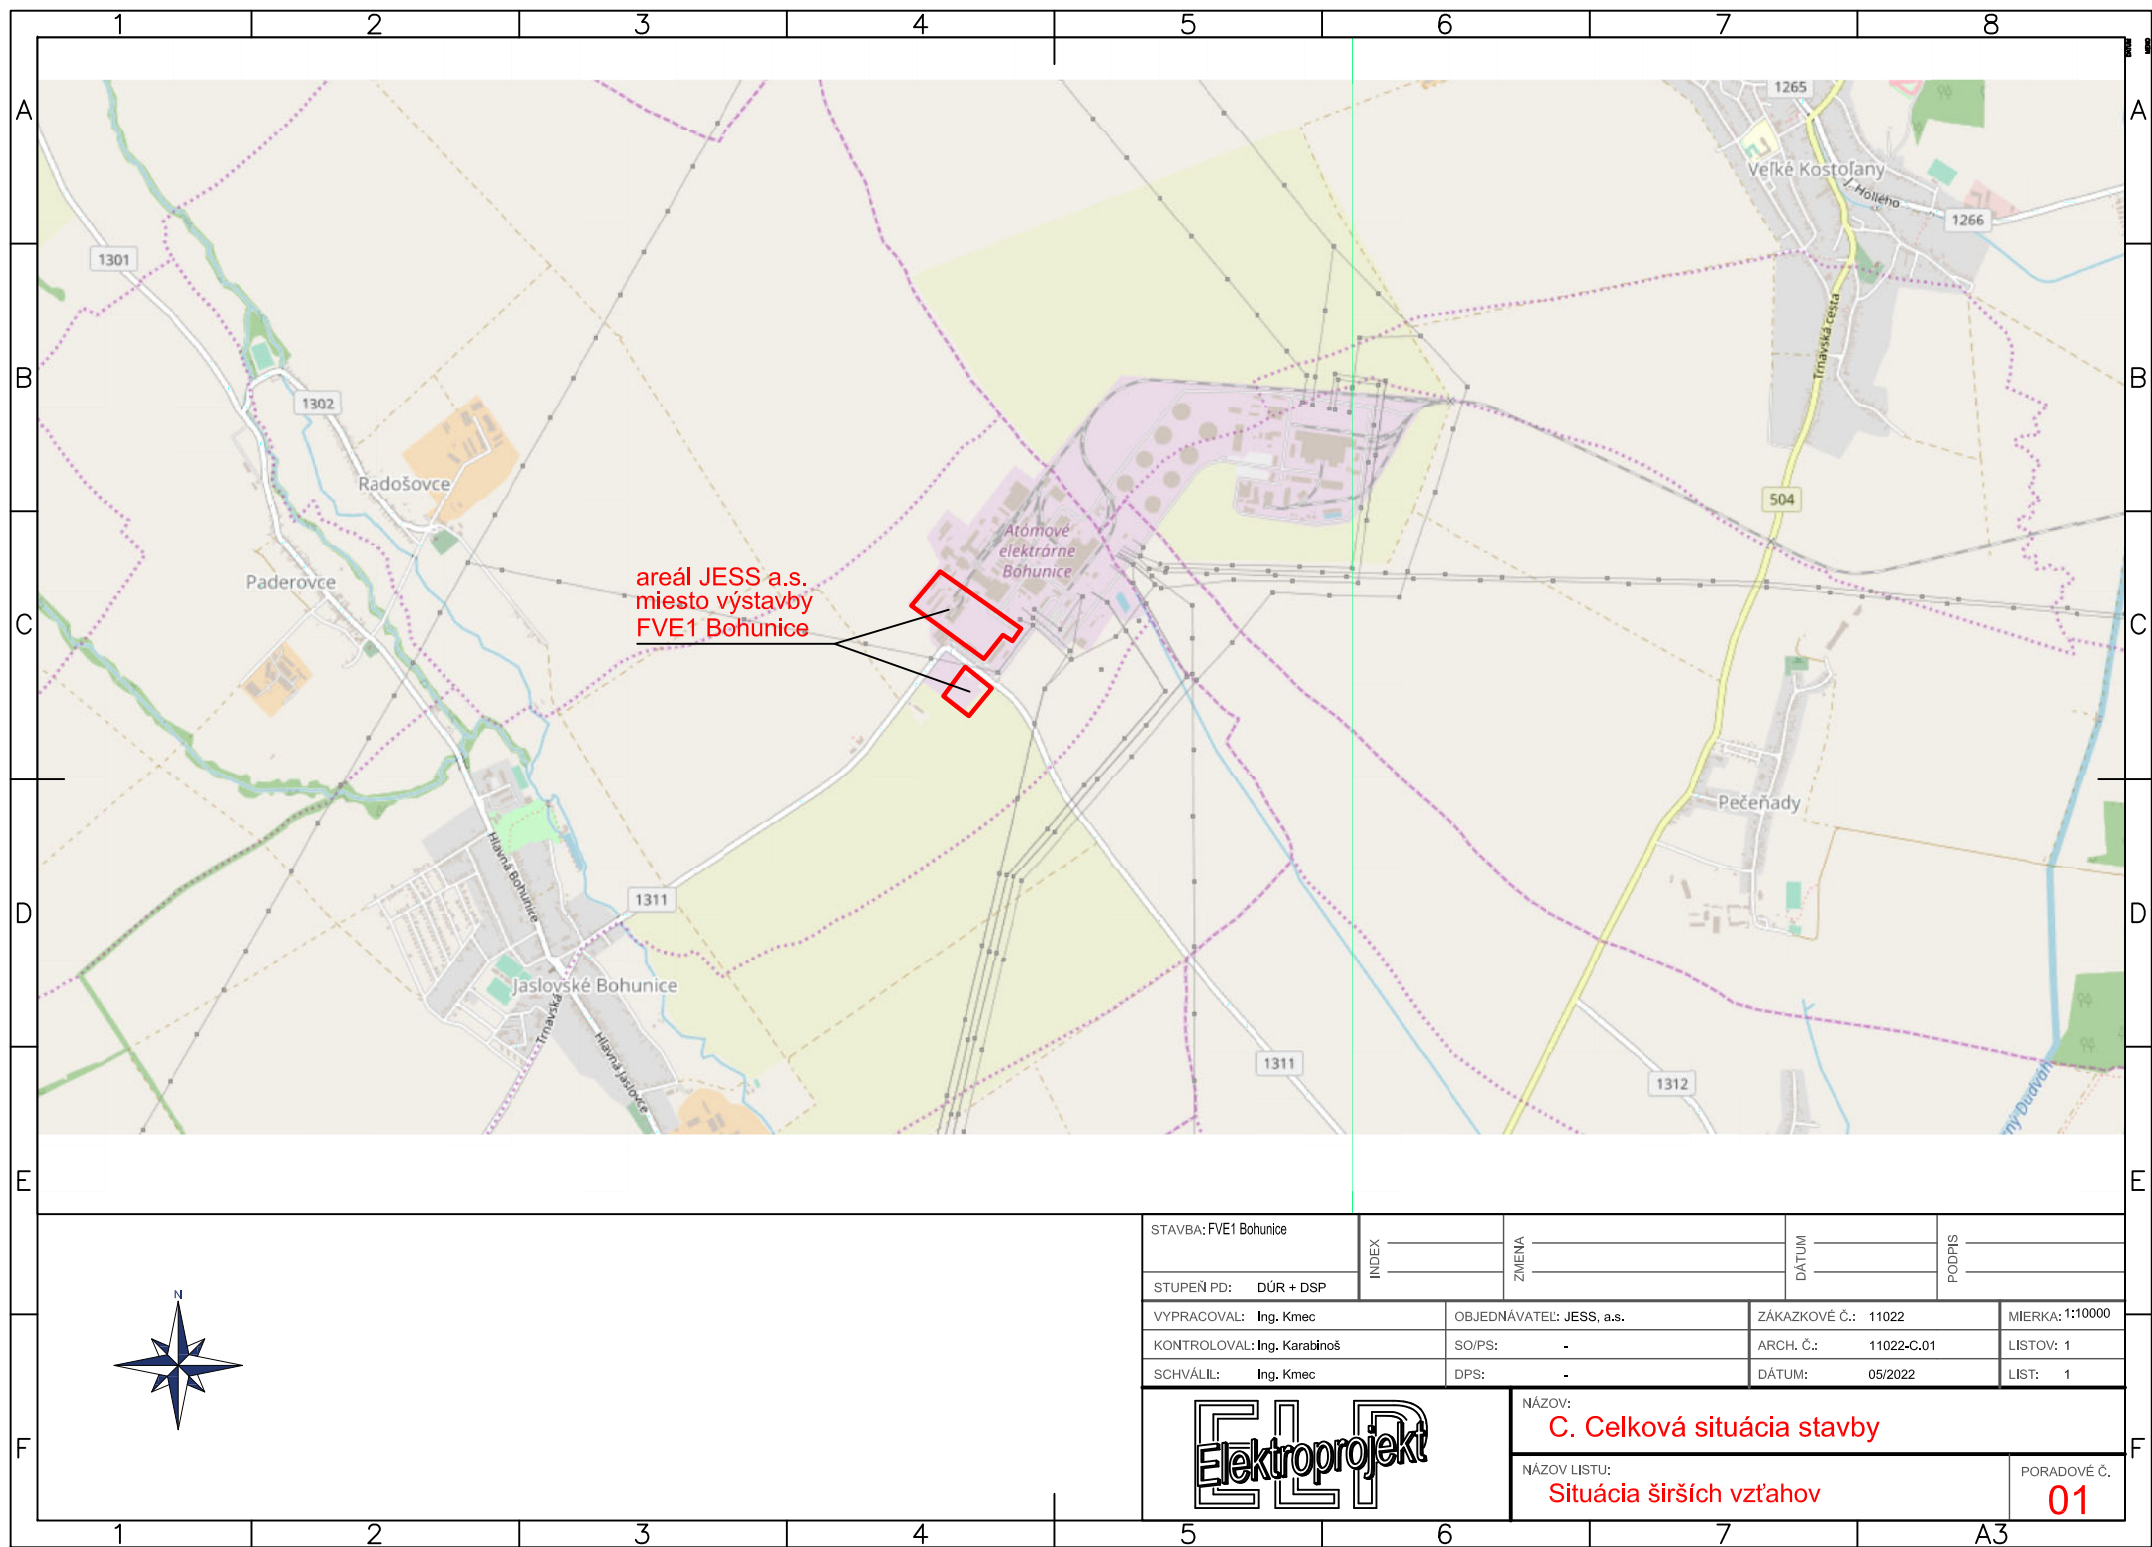 1 2 3 4 5 6 7 8
A A
B B
C C
D D
E E
F F
1265
Veľké Kostoľany
J. Hollého
1266
1301
Trnavská cesta
1302
Radošovce
504
Atómové
elektrárne
Bohunice
Paderovce
areál JESS a.s.
miesto výstavby
FVE1 Bohunice
Pečeňady
Hlavná Bohunice
1311
Jaslovské Bohunice
Trnavská
Hlavná Jaslovce
1311
1312
ný Dudváh
N
STAVBA: FVE1 Bohunice
INDEX
ZMENA
DÁTUM
PODPIS
STUPEŇ PD: DÚR + DSP
VYPRACOVAL: Ing. Kmec OBJEDNÁVATEĽ: JESS, a.s. ZÁKAZKOVÉ Č.: 11022 MIERKA: 1:10000
KONTROLOVAL: Ing. Karabinoš SO/PS: - ARCH. Č.: 11022-C.01 LISTOV: 1
SCHVÁLIL: Ing. Kmec DPS: - DÁTUM: 05/2022 LIST: 1
ELP
Elektroprojekt
NÁZOV:
C. Celková situácia stavby
NÁZOV LISTU:
Situácia širších vzťahov
PORADOVÉ Č.
01
1 2 3 4 5 6 7 A3